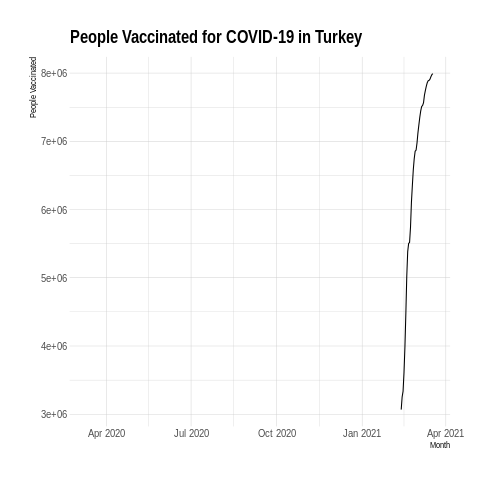 People Vaccinated for COVID-19 in Turkey
People Vaccinated
8e+06
7e+06
6e+06
5e+06
4e+06
3e+06
Apr 2020 Jul 2020 Oct 2020 Jan 2021 Apr 2021
Month